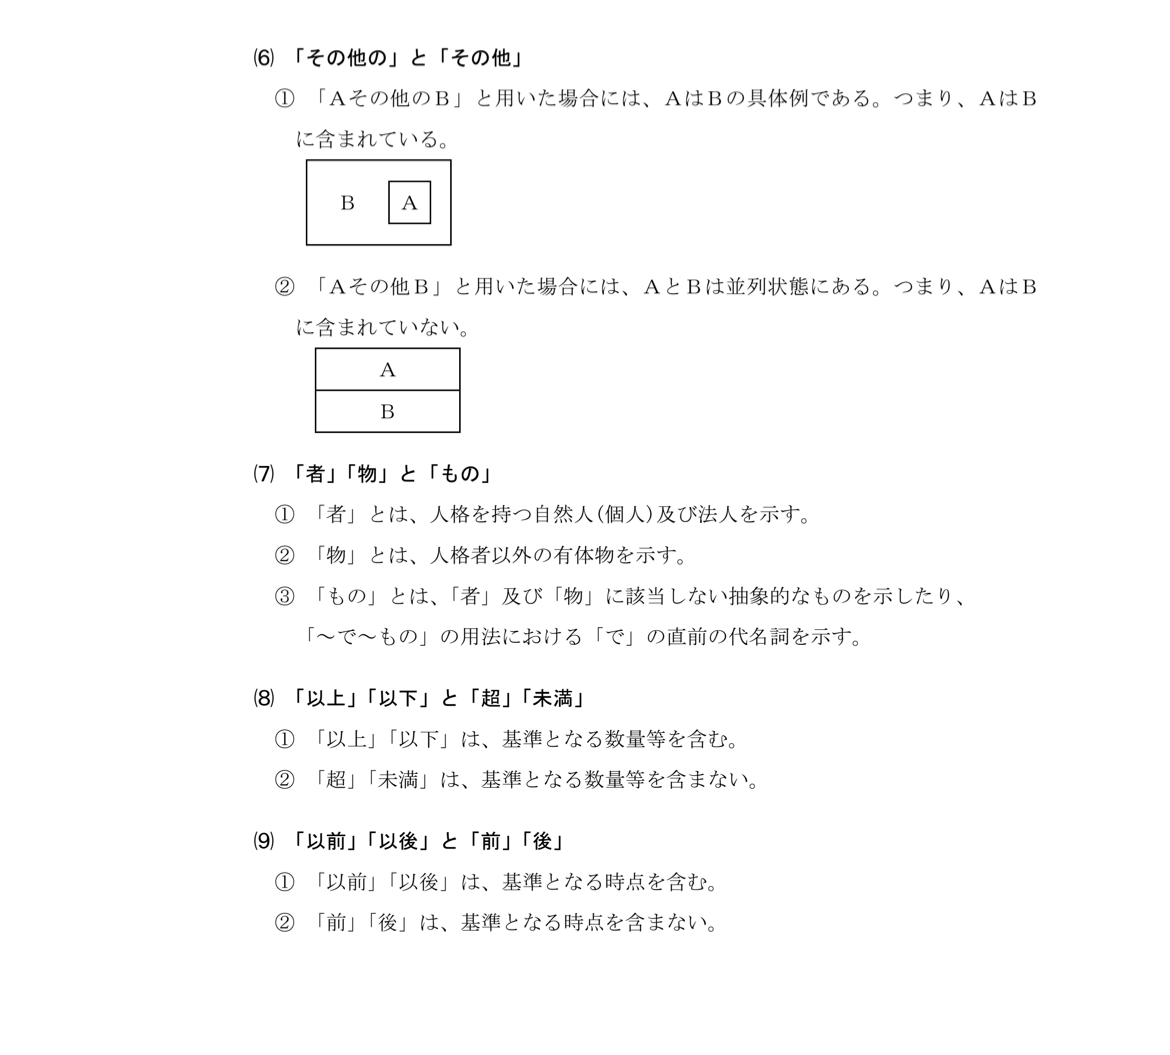 ⑹ 「その他の」と「その他」
① 「Ａその他のＢ」と用いた場合には、ＡはＢの具体例である。つまり、ＡはＢ
に含まれている。
Ｂ Ａ
② 「Ａその他Ｂ」と用いた場合には、ＡとＢは並列状態にある。つまり、ＡはＢ
に含まれていない。
Ａ
Ｂ
⑺ 「者」「物」と「もの」
① 「者」とは、人格を持つ自然人(個人)及び法人を示す。
② 「物」とは、人格者以外の有体物を示す。
③ 「もの」とは、「者」及び「物」に該当しない抽象的なものを示したり、
「～で～もの」の用法における「で」の直前の代名詞を示す。
⑻ 「以上」「以下」と「超」「未満」
① 「以上」「以下」は、基準となる数量等を含む。
② 「超」「未満」は、基準となる数量等を含まない。
⑼ 「以前」「以後」と「前」「後」
① 「以前」「以後」は、基準となる時点を含む。
② 「前」「後」は、基準となる時点を含まない。